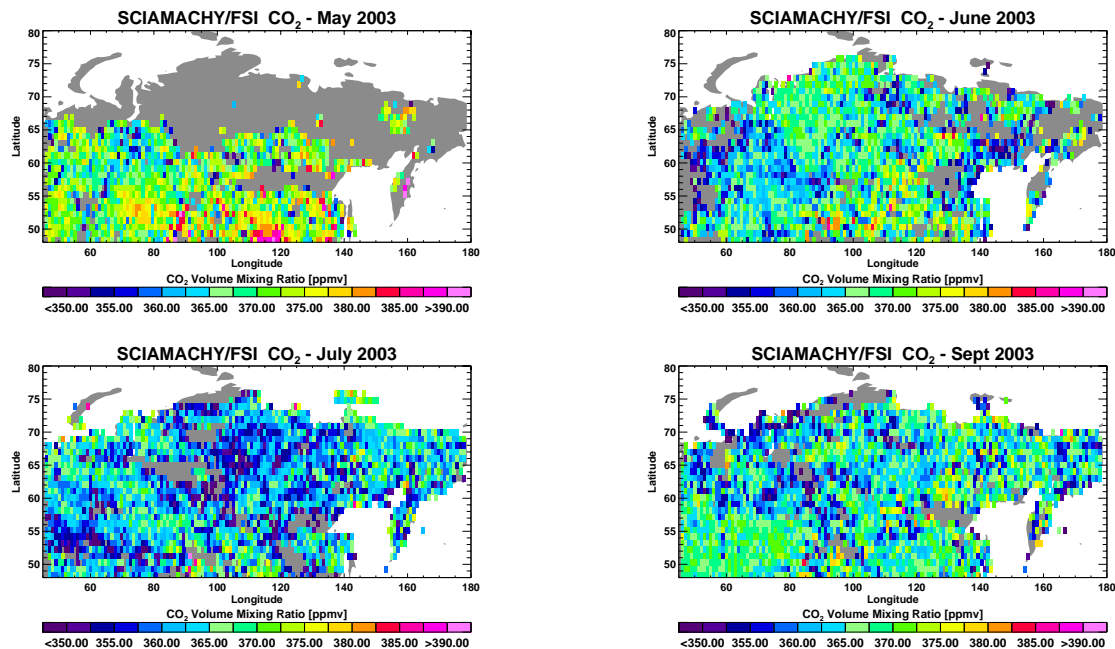 SCIAMACHY/FSI CO2 - May 2003
80
75
70
65
60
55
50
Latitude
60 80 100 120 140 160 180
Longitude
CO2 Volume Mixing Ratio [ppmv]
<350.00 355.00 360.00 365.00 370.00 375.00 380.00 385.00 >390.00
SCIAMACHY/FSI CO2 - June 2003
80
75
70
65
60
55
50
Latitude
60 80 100 120 140 160 180
Longitude
CO2 Volume Mixing Ratio [ppmv]
<350.00 355.00 360.00 365.00 370.00 375.00 380.00 385.00 >390.00
SCIAMACHY/FSI CO2 - July 2003
80
75
70
65
60
55
50
Latitude
60 80 100 120 140 160 180
Longitude
CO2 Volume Mixing Ratio [ppmv]
<350.00 355.00 360.00 365.00 370.00 375.00 380.00 385.00 >390.00
SCIAMACHY/FSI CO2 - Sept 2003
80
75
70
65
60
55
50
Latitude
60 80 100 120 140 160 180
Longitude
CO2 Volume Mixing Ratio [ppmv]
<350.00 355.00 360.00 365.00 370.00 375.00 380.00 385.00 >390.00